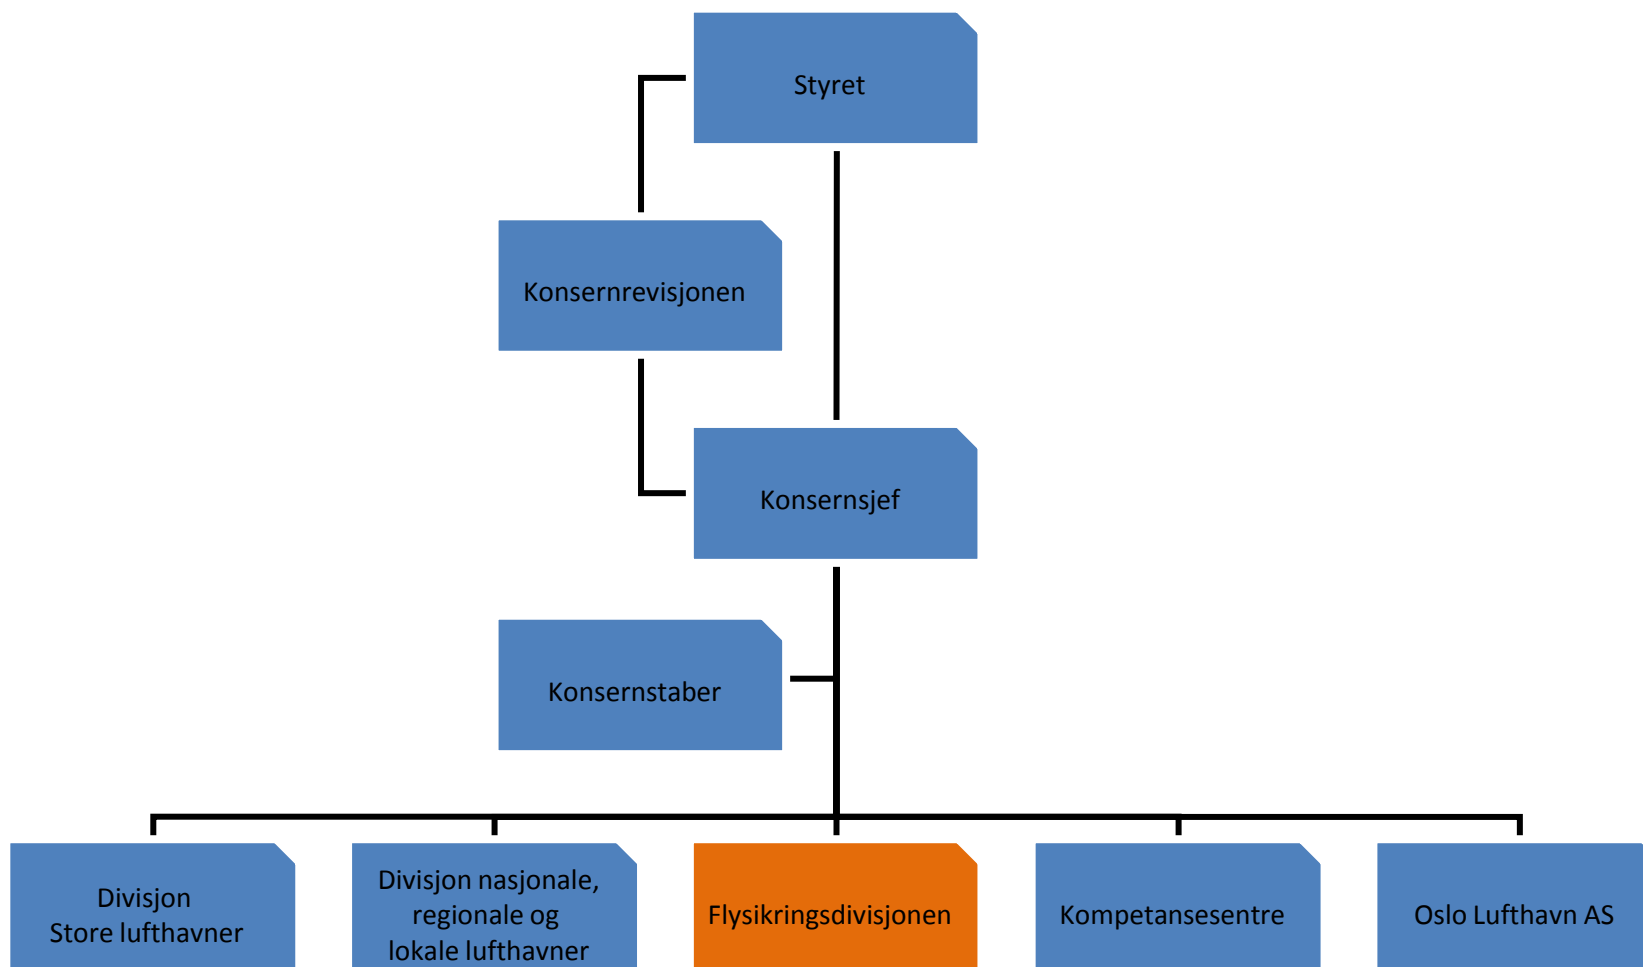 Styret
Konsernrevisjonen
Konsernsjef
Konsernstaber
Divisjon
Store lufthavner
Divisjon nasjonale,
regionale og
lokale lufthavner
Flysikringsdivisjonen
Kompetansesentre
Oslo Lufthavn AS